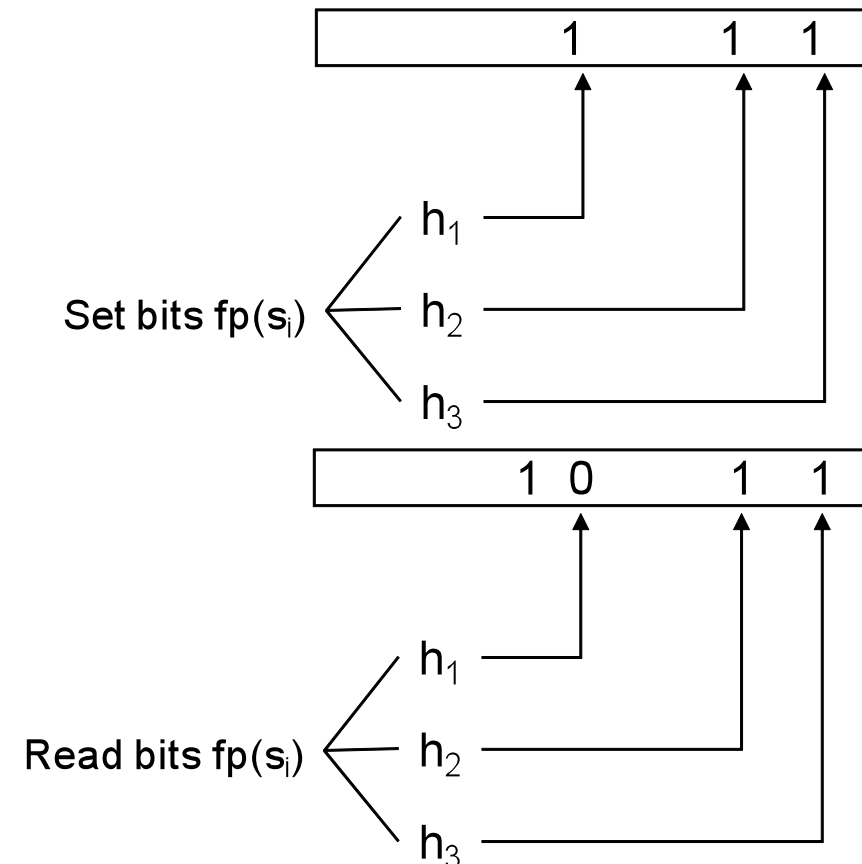 1 1 1
h₁
h₂
Set bits fp(sᵢ)
h₃
1 0 1 1
h₁
h₂
Read bits fp(sᵢ)
h₃